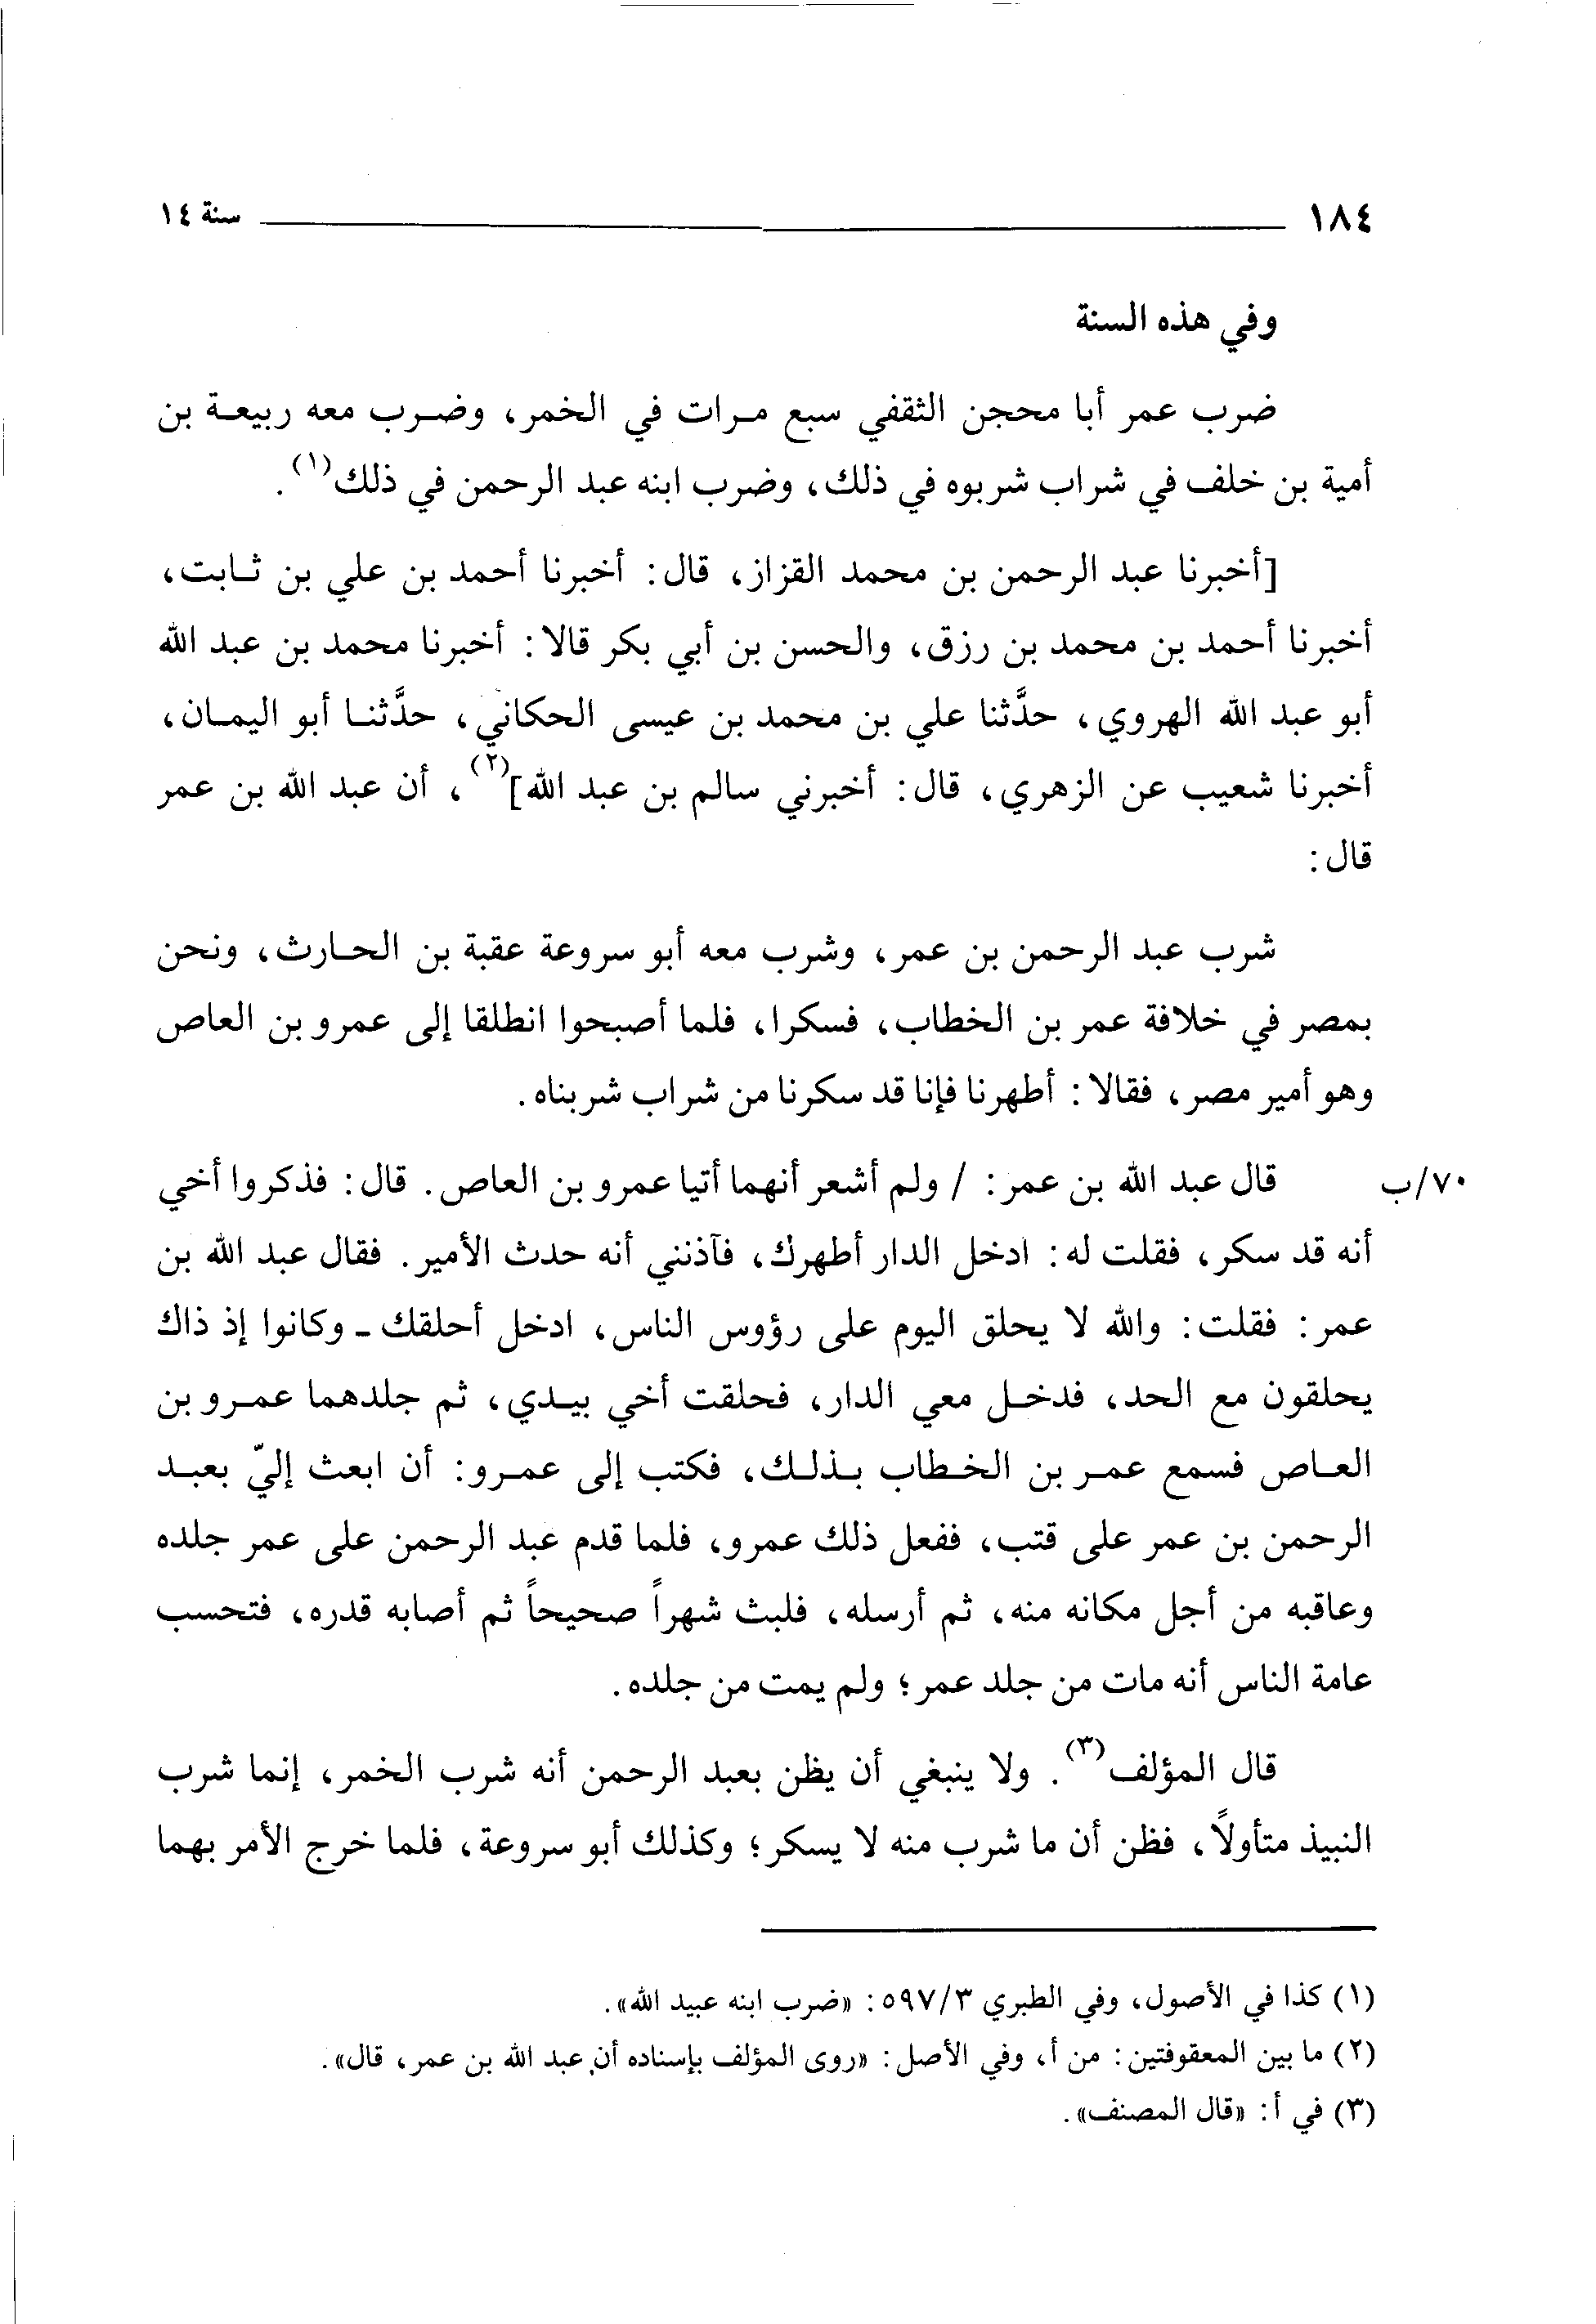 ١٨٤ سنة ١٤
وفي هذه السنة
ضرب عمر أبا محجن الثقفي سبع مرات في الخمر، وضرب معه ربيعة بن
أمية بن خلف في شراب شربوه في ذلك، وضرب ابنه عبد الرحمن في ذلك(١).
[أخبرنا عبد الرحمن بن محمد القزاز، قال: أخبرنا أحمد بن علي بن ثابت،
أخبرنا أحمد بن محمد بن رزق، والحسن بن أبي بكر قالا: أخبرنا محمد بن عبد الله
أبو عبد الله الهروي، حدَّثنا علي بن محمد بن عيسى الحكاني، حدَّثنا أبو اليمان،
أخبرنا شعيب عن الزهري، قال: أخبرني سالم بن عبد الله](٢)، أن عبد الله بن عمر
قال:
شرب عبد الرحمن بن عمر، وشرب معه أبو سروعة عقبة بن الحارث، ونحن
بمصر في خلافة عمر بن الخطاب، فسكرا، فلما أصبحوا انطلقا إلى عمرو بن العاص
وهو أمير مصر، فقالا: أطهرنا فإنا قد سكرنا من شراب شربناه.
٧٠/ب قال عبد الله بن عمر: / ولم أشعر أنهما أتيا عمرو بن العاص. قال: فذكروا أخي
أنه قد سكر، فقلت له: ادخل الدار أطهرك، فآذنني أنه حدث الأمير. فقال عبد الله بن
عمر: فقلت: والله لا يحلق اليوم على رؤوس الناس، ادخل أحلقك - وكانوا إذ ذاك
يحلقون مع الحد، فدخل معي الدار، فحلقت أخي بيدي، ثم جلدهما عمرو بن
العاص فسمع عمر بن الخطاب بذلك، فكتب إلى عمرو: أن ابعث إليّ بعبد
الرحمن بن عمر على قتب، ففعل ذلك عمرو، فلما قدم عبد الرحمن على عمر جلده
وعاقبه من أجل مكانه منه، ثم أرسله، فلبث شهراً صحيحاً ثم أصابه قدره، فتحسب
عامة الناس أنه مات من جلد عمر؛ ولم يمت من جلده.
قال المؤلف(٣). ولا ينبغي أن يظن بعبد الرحمن أنه شرب الخمر، إنما شرب
النبيذ متأولاً، فظن أن ما شرب منه لا يسكر؛ وكذلك أبو سروعة، فلما خرج الأمر بهما
(١) كذا في الأصول، وفي الطبري ٥٩٧/٣: «ضرب ابنه عبيد الله».
(٢) ما بين المعقوفتين: من أ، وفي الأصل: «روى المؤلف بإسناده أن عبد الله بن عمر، قال».
(٣) في أ: «قال المصنف».